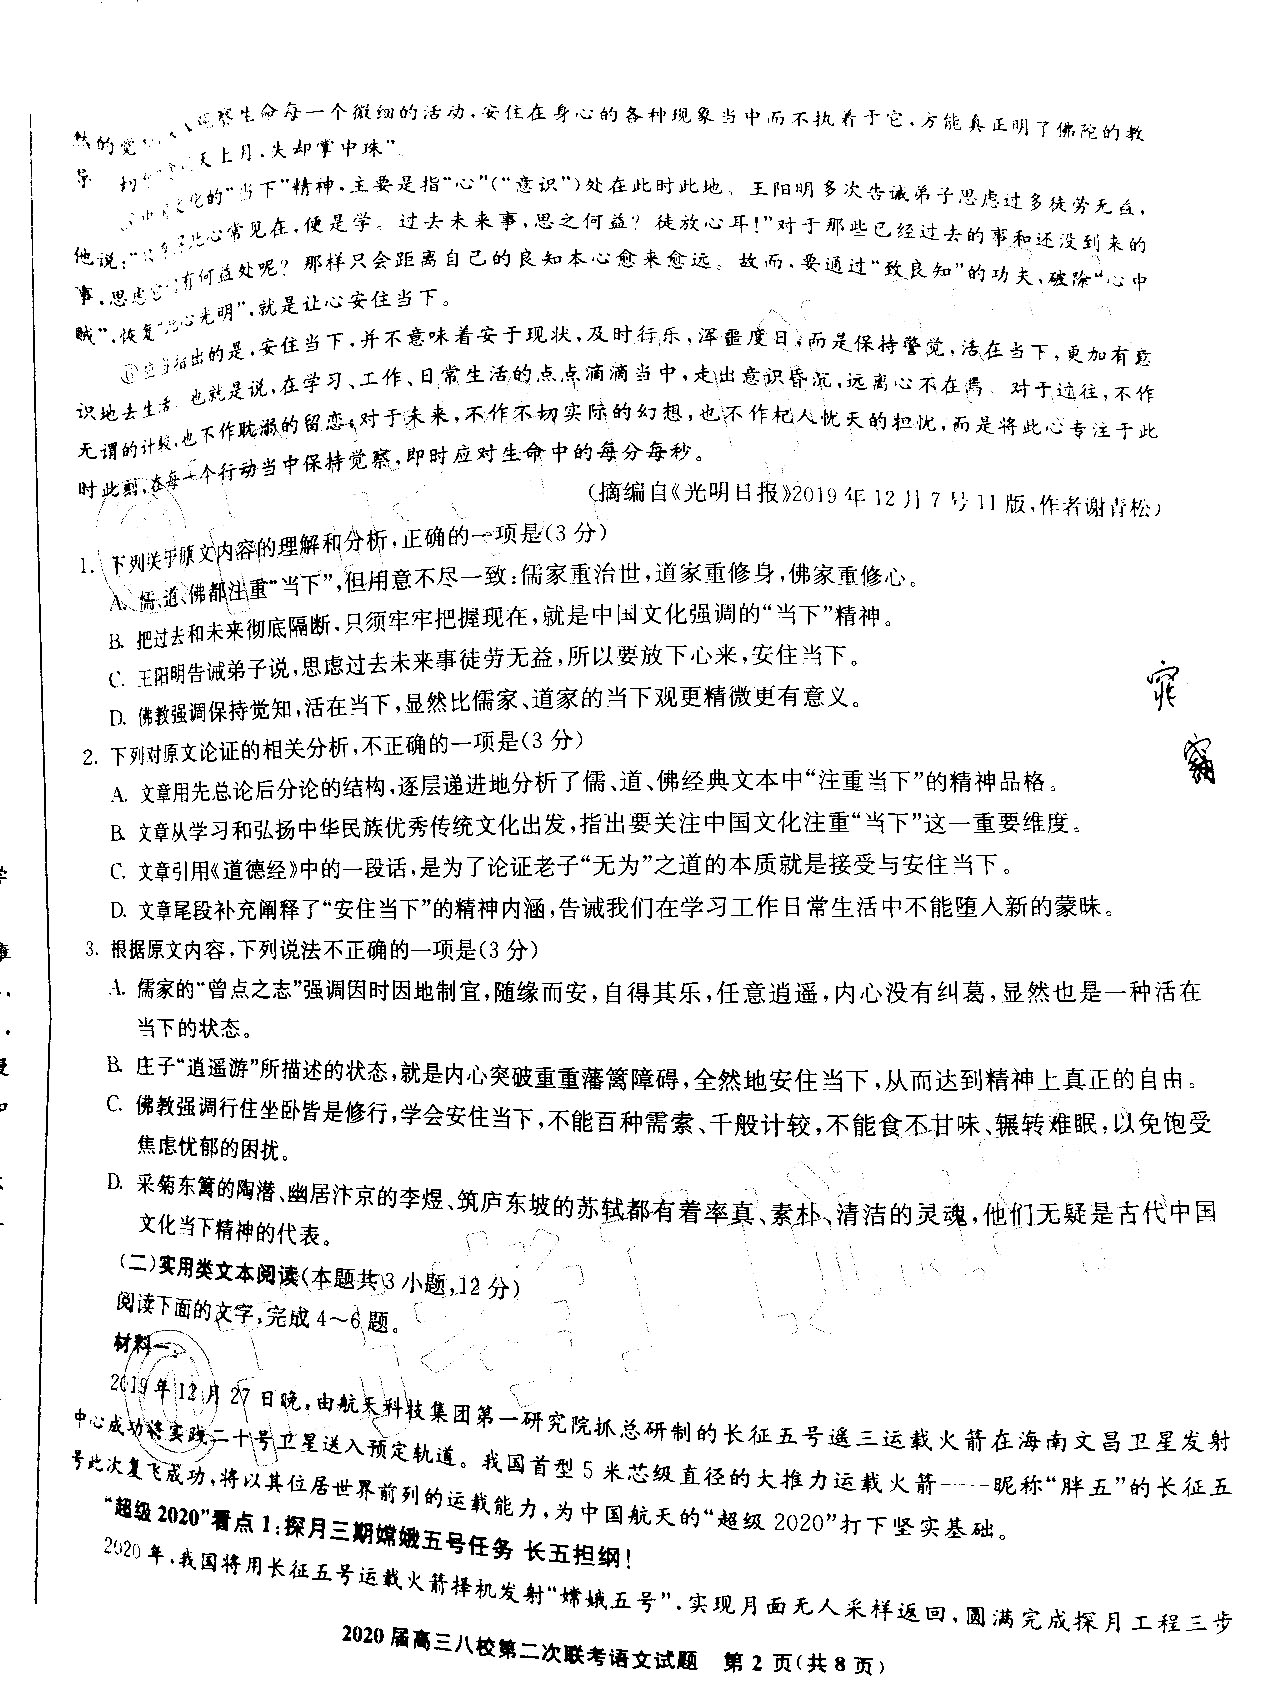 观察生命每一个微细的活动，安住在身心的各种现象当中而不执着于它，方能真正明了佛陀的教
天上月，失却掌中珠”
文化的“当下”精神，主要是指“心”(“意识”)处在此时此地。王阳明多次告诫弟子思虑过多徒劳无益，
他说：“只存得此心常见在，便是学。过去未来事，思之何益？徒放心耳！”对于那些已经过去的事和还没到来的
事，思虑它们有何益处呢？那样只会距离自己的良知本心愈来愈远。故而，要通过“致良知”的功夫，破除“心中
贼”，恢复“此心光明”，就是让心安住当下。
应当指出的是，安住当下，并不意味着安于现状，及时行乐，浑噩度日，而是保持警觉，活在当下，更加有意
识地去生活。也就是说，在学习、工作、日常生活的点点滴滴当中，走出意识昏沉，远离心不在焉。对于过往，不作
无谓的计较，也不作耽溺的留恋，对于未来，不作不切实际的幻想，也不作杞人忧天的担忧，而是将此心专注于此
时此刻，在每一个行动当中保持觉察，即时应对生命中的每分每秒。
(摘编自《光明日报》2019年12月7号11版，作者谢青松)
1. 下列关于原文内容的理解和分析，正确的一项是(3分)
A. 儒、道、佛都注重“当下”，但用意不尽一致：儒家重治世，道家重修身，佛家重修心。
B. 把过去和未来彻底隔断，只须牢牢把握现在，就是中国文化强调的“当下”精神。
C. 王阳明告诫弟子说，思虑过去未来事徒劳无益，所以要放下心来，安住当下。
D. 佛教强调保持觉知，活在当下，显然比儒家、道家的当下观更精微更有意义。
2. 下列对原文论证的相关分析，不正确的一项是(3分)
A. 文章用先总论后分论的结构，逐层递进地分析了儒、道、佛经典文本中“注重当下”的精神品格。
B. 文章从学习和弘扬中华民族优秀传统文化出发，指出要关注中国文化注重“当下”这一重要维度。
C. 文章引用《道德经》中的一段话，是为了论证老子“无为”之道的本质就是接受与安住当下。
D. 文章尾段补充阐释了“安住当下”的精神内涵，告诫我们在学习工作日常生活中不能堕入新的蒙昧。
3. 根据原文内容，下列说法不正确的一项是(3分)
A. 儒家的“曾点之志”强调因时因地制宜，随缘而安，自得其乐，任意逍遥，内心没有纠葛，显然也是一种活在
当下的状态。
B. 庄子“逍遥游”所描述的状态，就是内心突破重重藩篱障碍，全然地安住当下，从而达到精神上真正的自由。
C. 佛教强调行住坐卧皆是修行，学会安住当下，不能百种需索、千般计较，不能食不甘味、辗转难眠，以免饱受
焦虑忧郁的困扰。
D. 采菊东篱的陶潜、幽居汴京的李煜、筑庐东坡的苏轼都有着率真、素朴、清洁的灵魂，他们无疑是古代中国
文化当下精神的代表。
(二)实用类文本阅读(本题共3小题，12分)
阅读下面的文字，完成4～6题。
材料一：
2019年12月27日晚，由航天科技集团第一研究院抓总研制的长征五号遥三运载火箭在海南文昌卫星发射
中心成功将实践二十号卫星送入预定轨道。我国首型5米芯级直径的大推力运载火箭——昵称“胖五”的长征五
号此次复飞成功，将以其位居世界前列的运载能力，为中国航天的“超级2020”打下坚实基础。
“超级2020”看点1：探月三期嫦娥五号任务 长五担纲！
2020年，我国将用长征五号运载火箭择机发射“嫦娥五号”，实现月面无人采样返回，圆满完成探月工程三步
2020届高三八校第二次联考语文试题 第2页(共8页)